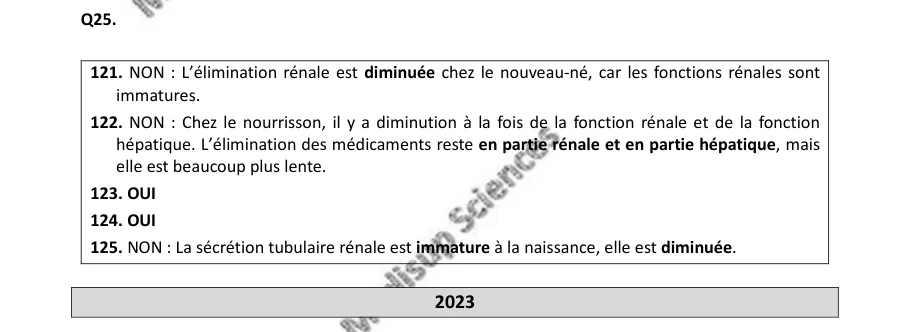 Q25.
121. NON : L'élimination rénale est diminuée chez le nouveau-né, car les fonctions rénales sont
immatures.
122. NON : Chez le nourrisson, il y a diminution à la fois de la fonction rénale et de la fonction
hépatique. L'élimination des médicaments reste en partie rénale et en partie hépatique, mais
elle est beaucoup plus lente.
123. OUI
124. OUI
125. NON : La sécrétion tubulaire rénale est immature à la naissance, elle est diminuée.
Medisup Sciences
2023